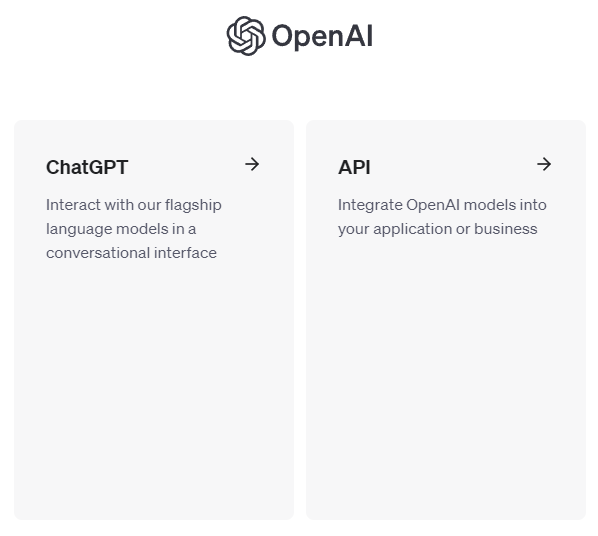 OpenAI
ChatGPT
Interact with our flagship
language models in a
conversational interface
API
Integrate OpenAI models into
your application or business